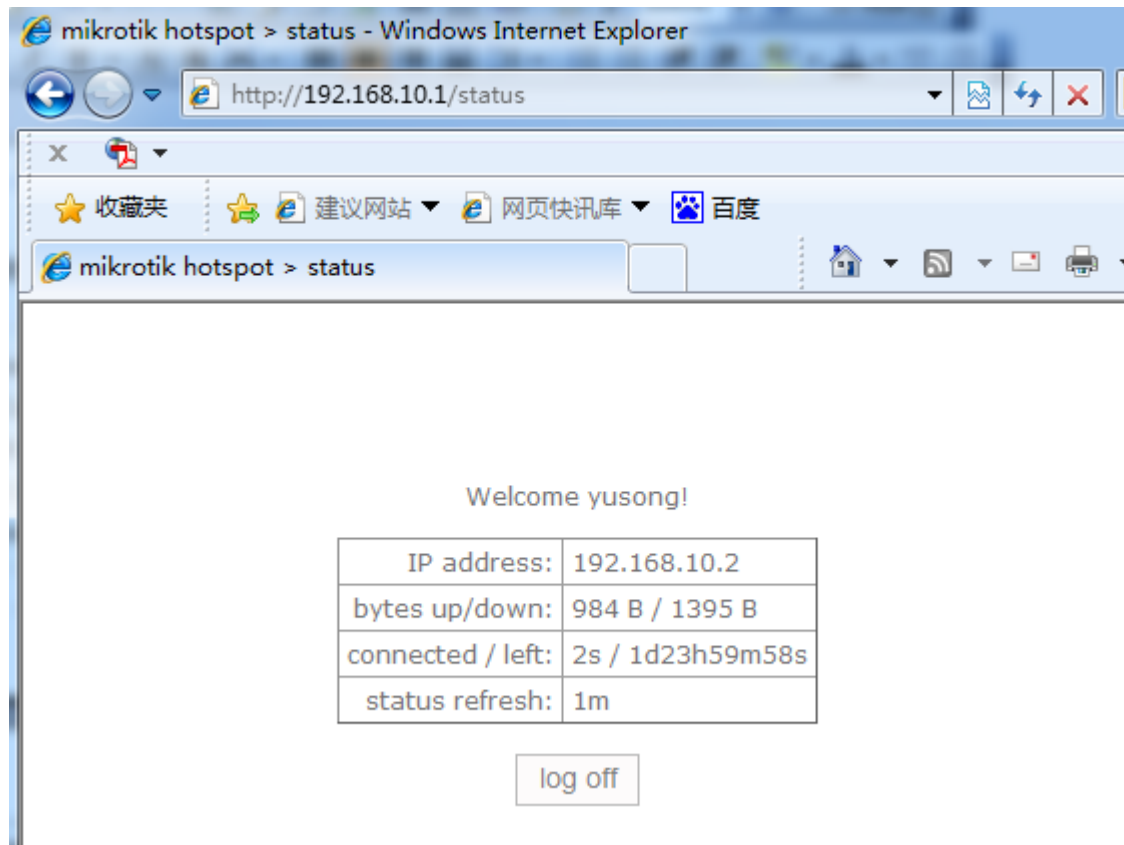 mikrotik hotspot > status - Windows Internet Explorer
http://192.168.10.1/status
x
收藏夹 建议网站 网页快讯库 百度
mikrotik hotspot > status
Welcome yusong!
IP address: 192.168.10.2
bytes up/down: 984 B / 1395 B
connected / left: 2s / 1d23h59m58s
status refresh: 1m
log off